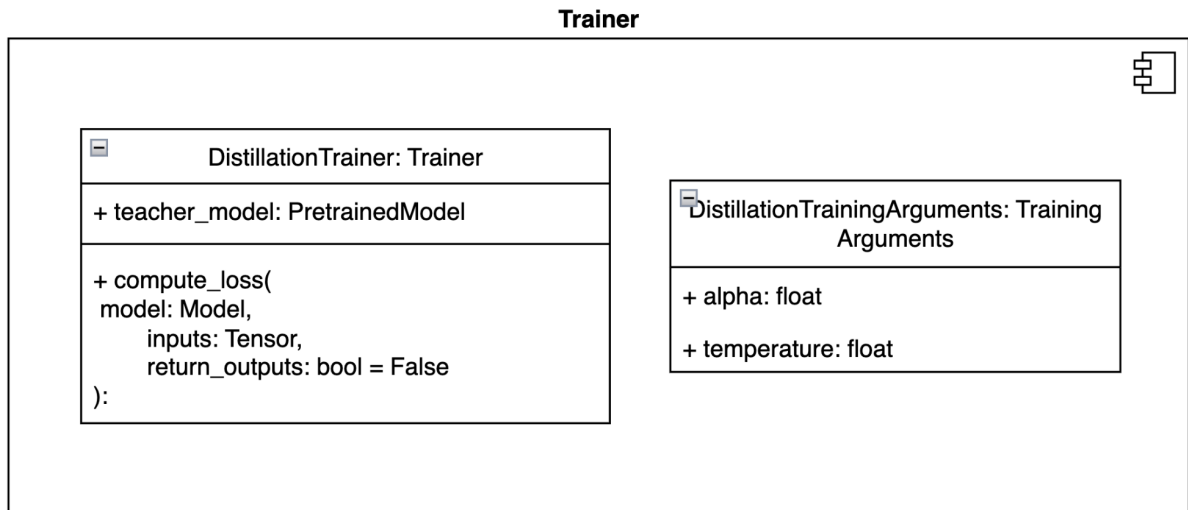 Trainer
DistillationTrainer: Trainer
+ teacher_model: PretrainedModel
+ compute_loss(
model: Model,
inputs: Tensor,
return_outputs: bool = False
):
DistillationTrainingArguments: Training
Arguments
+ alpha: float
+ temperature: float